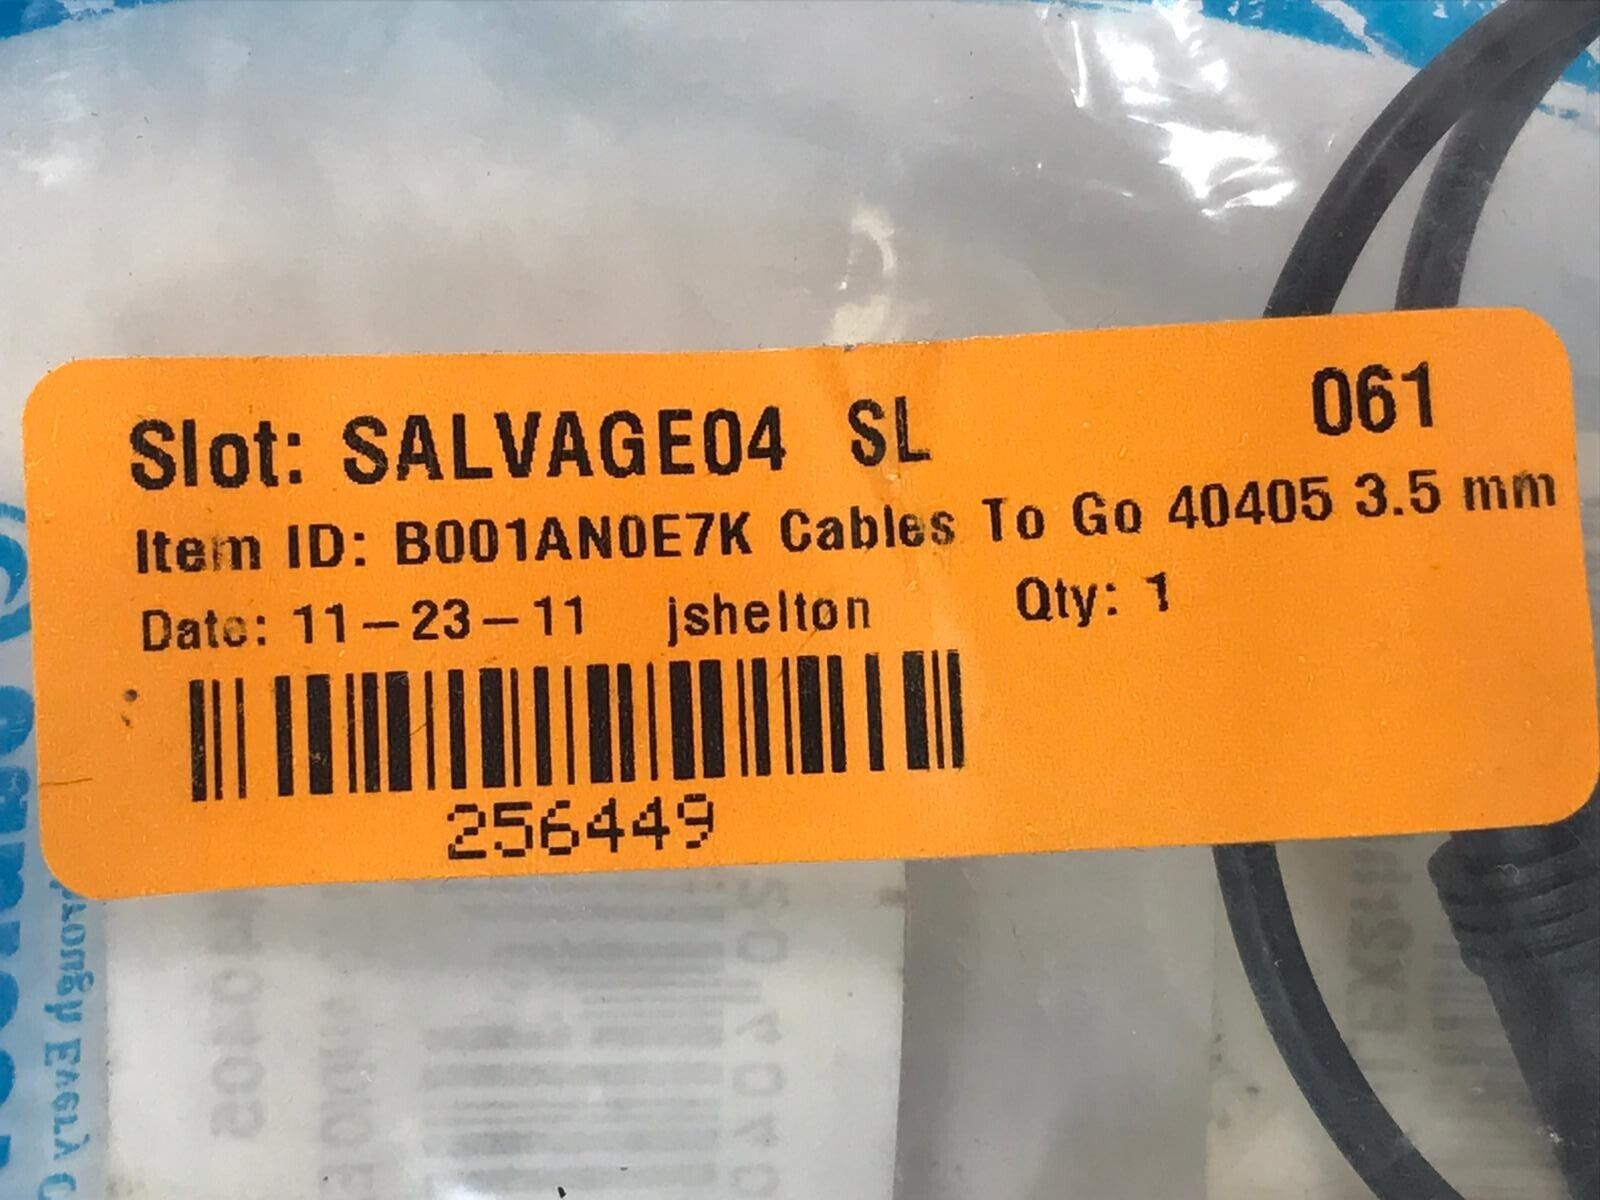 Slot: SALVAGE04 SL 061
Item ID: B001AN0E7K Cables To Go 40405 3.5 mm
Date: 11-23-11 jshelton Qty: 1
256449
40405